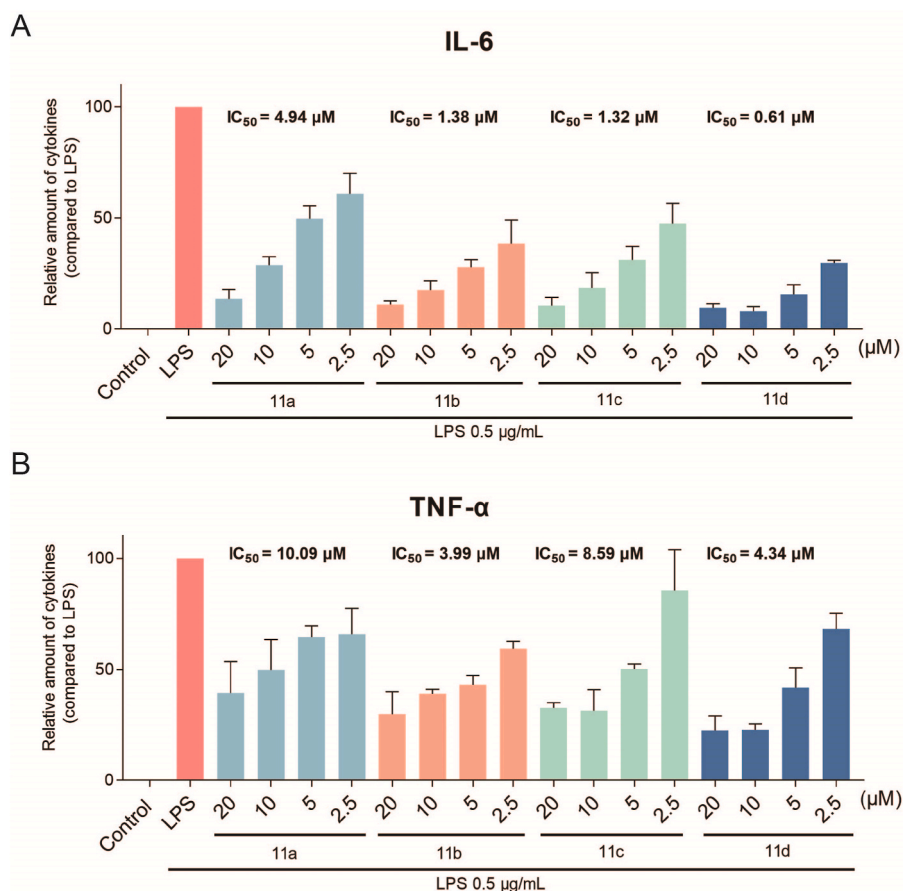 A
IL-6
Relative amount of cytokines
(compared to LPS)
100
50
0
IC50 = 4.94 µM
IC50 = 1.38 µM
IC50 = 1.32 µM
IC50 = 0.61 µM
Control
LPS
20
10
5
2.5
20
10
5
2.5
20
10
5
2.5
20
10
5
2.5
(µM)
11a
11b
11c
11d
LPS 0.5 µg/mL
B
TNF-α
Relative amount of cytokines
(compared to LPS)
100
50
0
IC50 = 10.09 µM
IC50 = 3.99 µM
IC50 = 8.59 µM
IC50 = 4.34 µM
Control
LPS
20
10
5
2.5
20
10
5
2.5
20
10
5
2.5
20
10
5
2.5
(µM)
11a
11b
11c
11d
LPS 0.5 µg/mL